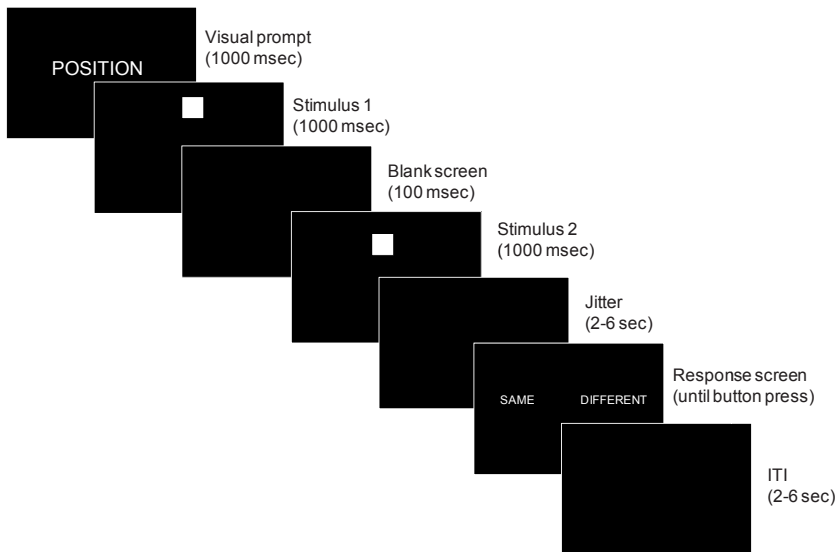 POSITION
Visual prompt
(1000 msec)
Stimulus 1
(1000 msec)
Blank screen
(100 msec)
Stimulus 2
(1000 msec)
Jitter
(2-6 sec)
SAME DIFFERENT
Response screen
(until button press)
ITI
(2-6 sec)